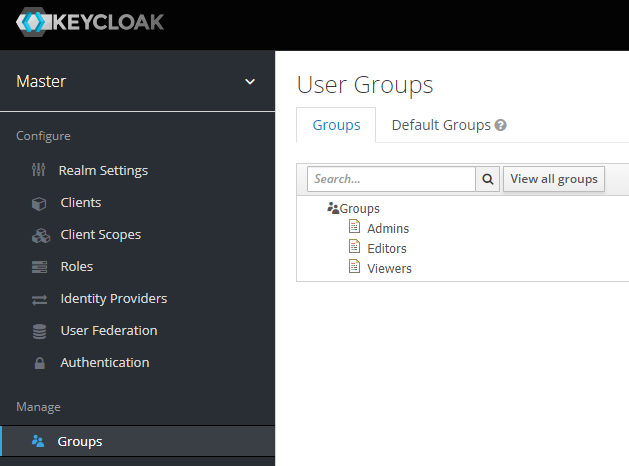 KEYCLOAK
Master
Configure
Realm Settings
Clients
Client Scopes
Roles
Identity Providers
User Federation
Authentication
Manage
Groups
User Groups
Groups
Default Groups
Search...
View all groups
Groups
Admins
Editors
Viewers